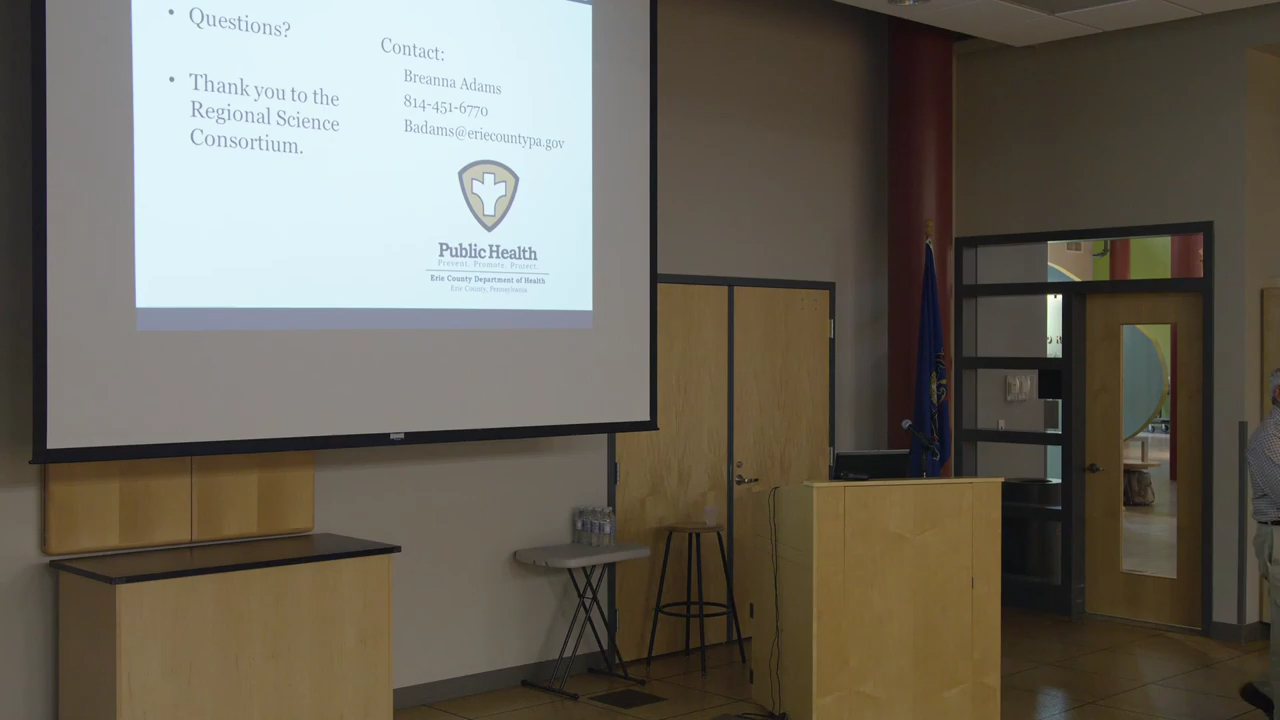 • Questions?
• Thank you to the
Regional Science
Consortium.
Contact:
Breanna Adams
814-451-6770
Badams@eriecountypa.gov
Public Health
Prevent. Promote. Protect.
Erie County Department of Health
Erie County, Pennsylvania